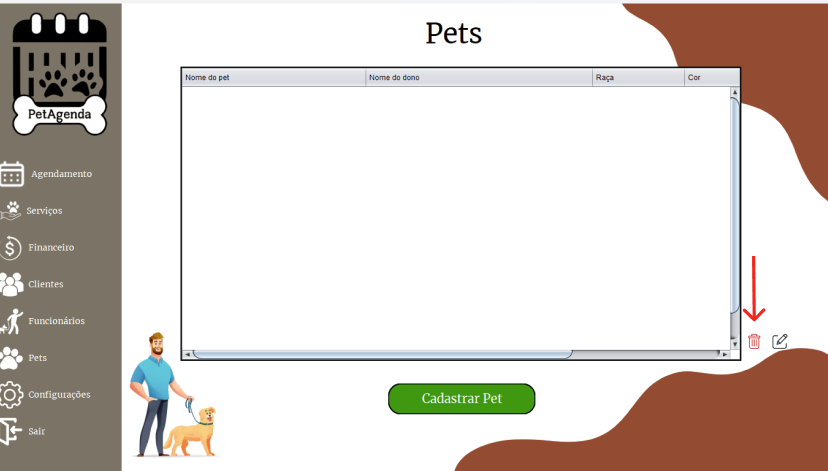 Pets
Nome do pet
Nome do dono
Raça
Cor
PetAgenda
Agendamento
Serviços
Financeiro
Clientes
Funcionários
Pets
Configurações
Sair
Cadastrar Pet